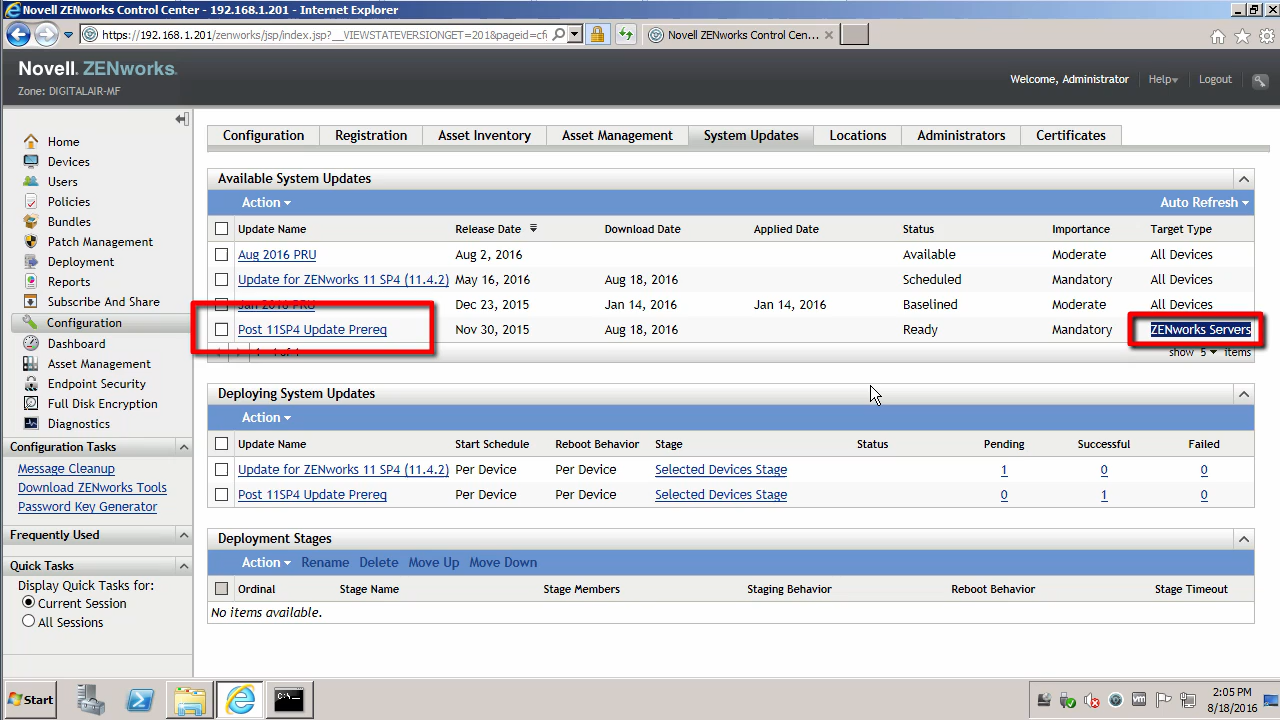 Novell ZENworks Control Center - 192.168.1.201 - Internet Explorer
https://192.168.1.201/zenworks/jsp/index.jsp?__VIEWSTATEVERSIONGET=2018&pageid=cf
Novell ZENworks Control Cen...
Novell. ZENworks.
Zone: DIGITALAIR-MF
Welcome, Administrator
Help
Logout
Home
Devices
Users
Policies
Bundles
Patch Management
Deployment
Reports
Subscribe And Share
Configuration
Dashboard
Asset Management
Endpoint Security
Full Disk Encryption
Diagnostics
Configuration Tasks
Message Cleanup
Download ZENworks Tools
Password Key Generator
Frequently Used
Quick Tasks
Display Quick Tasks for:
Current Session
All Sessions
Configuration Registration Asset Inventory Asset Management System Updates Locations Administrators Certificates
Available System Updates
Action Auto Refresh
Update Name Release Date Download Date Applied Date Status Importance Target Type
Aug 2016 PRU Aug 2, 2016 Available Moderate All Devices
Update for ZENworks 11 SP4 (11.4.2) May 16, 2016 Aug 18, 2016 Scheduled Mandatory All Devices
Jan 2016 PRU Dec 23, 2015 Jan 14, 2016 Jan 14, 2016 Baselined Moderate All Devices
Post 11SP4 Update Prereq Nov 30, 2015 Aug 18, 2016 Ready Mandatory ZENworks Servers
show 5 items
Deploying System Updates
Action
Update Name Start Schedule Reboot Behavior Stage Status Pending Successful Failed
Update for ZENworks 11 SP4 (11.4.2) Per Device Per Device Selected Devices Stage 1 0 0
Post 11SP4 Update Prereq Per Device Per Device Selected Devices Stage 0 1 0
Deployment Stages
Action Rename Delete Move Up Move Down
Ordinal Stage Name Stage Members Staging Behavior Reboot Behavior Stage Timeout
No items available.
Start
2:05 PM
8/18/2016